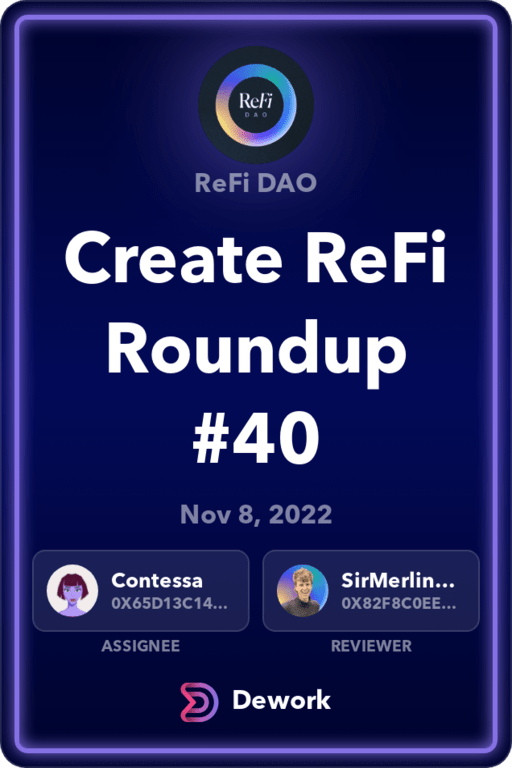 ReFi
DAO
ReFi DAO
Create ReFi
Roundup
#40
Nov 8, 2022
Contessa
0X65D13C14...
SirMerlin...
0X82F8C0EE...
ASSIGNEE
REVIEWER
Dework